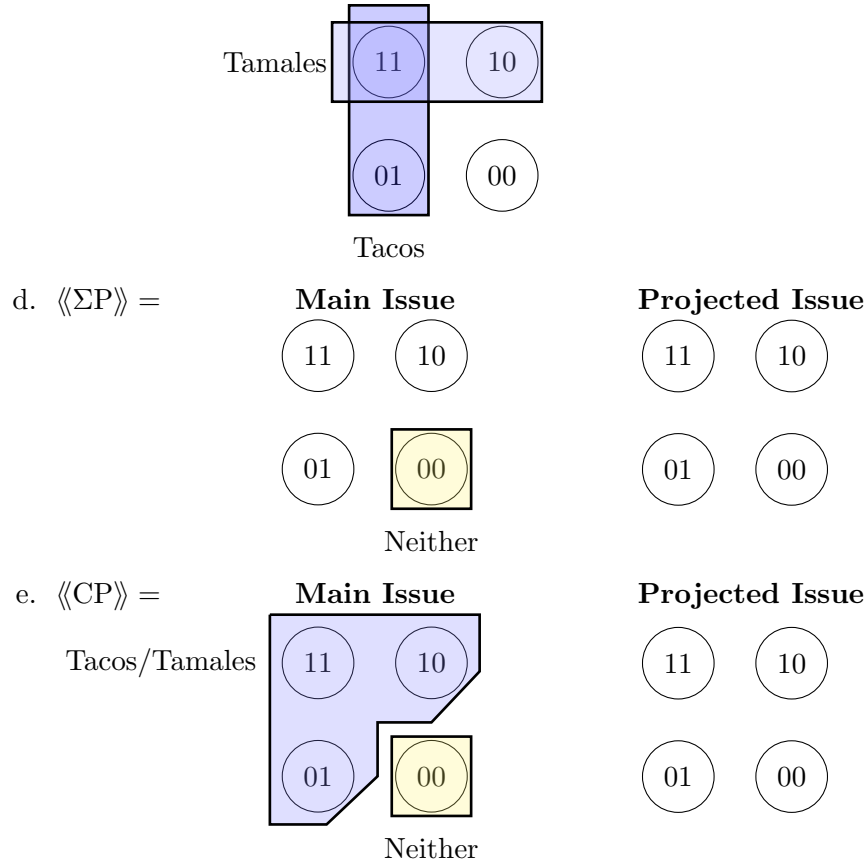 Tamales 11 10
01 00
Tacos
d. ⟪ΣP⟫ = Main Issue Projected Issue
11 10 11 10
01 00 01 00
Neither
e. ⟪CP⟫ = Main Issue Projected Issue
Tacos/Tamales 11 10 11 10
01 00 01 00
Neither